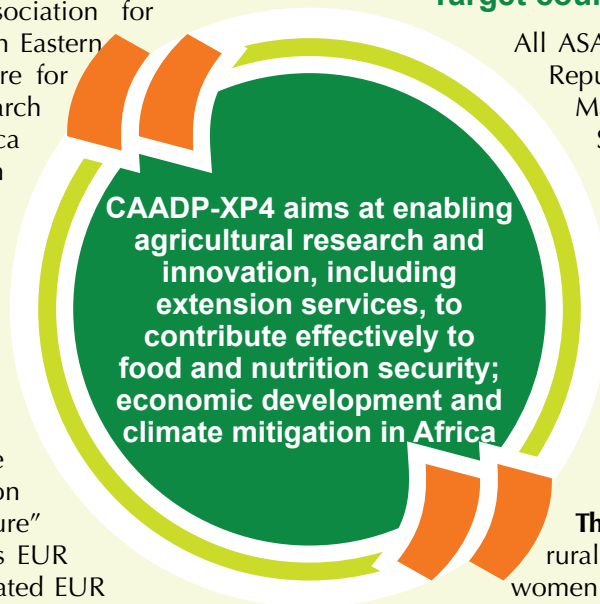 sociation for
n Eastern
re for
arch
ca
on
ure"
s EUR
ated EUR
CAADP-XP4 aims at enabling
agricultural research and
innovation, including
extension services, to
contribute effectively to
food and nutrition security;
economic development and
climate mitigation in Africa
Target coun
All ASA
Repu
M
S
Th
rural
women